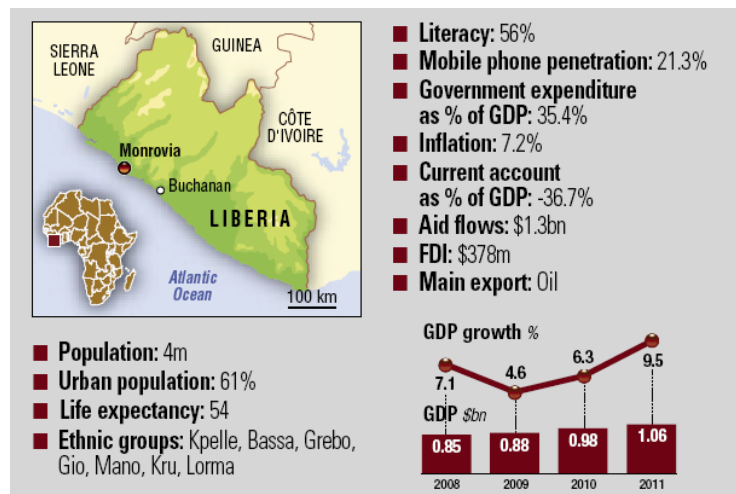 SIERRA
LEONE
GUINEA
CÔTE
D'IVOIRE
Monrovia
Buchanan
LIBERIA
Atlantic
Ocean
100 km
Population: 4m
Urban population: 61%
Life expectancy: 54
Ethnic groups: Kpelle, Bassa, Grebo,
Gio, Mano, Kru, Lorma
Literacy: 56%
Mobile phone penetration: 21.3%
Government expenditure
as % of GDP: 35.4%
Inflation: 7.2%
Current account
as % of GDP: -36.7%
Aid flows: $1.3bn
FDI: $378m
Main export: Oil
GDP growth %
7.1 4.6 6.3 9.5
GDP $bn
0.85 0.88 0.98 1.06
2008 2009 2010 2011